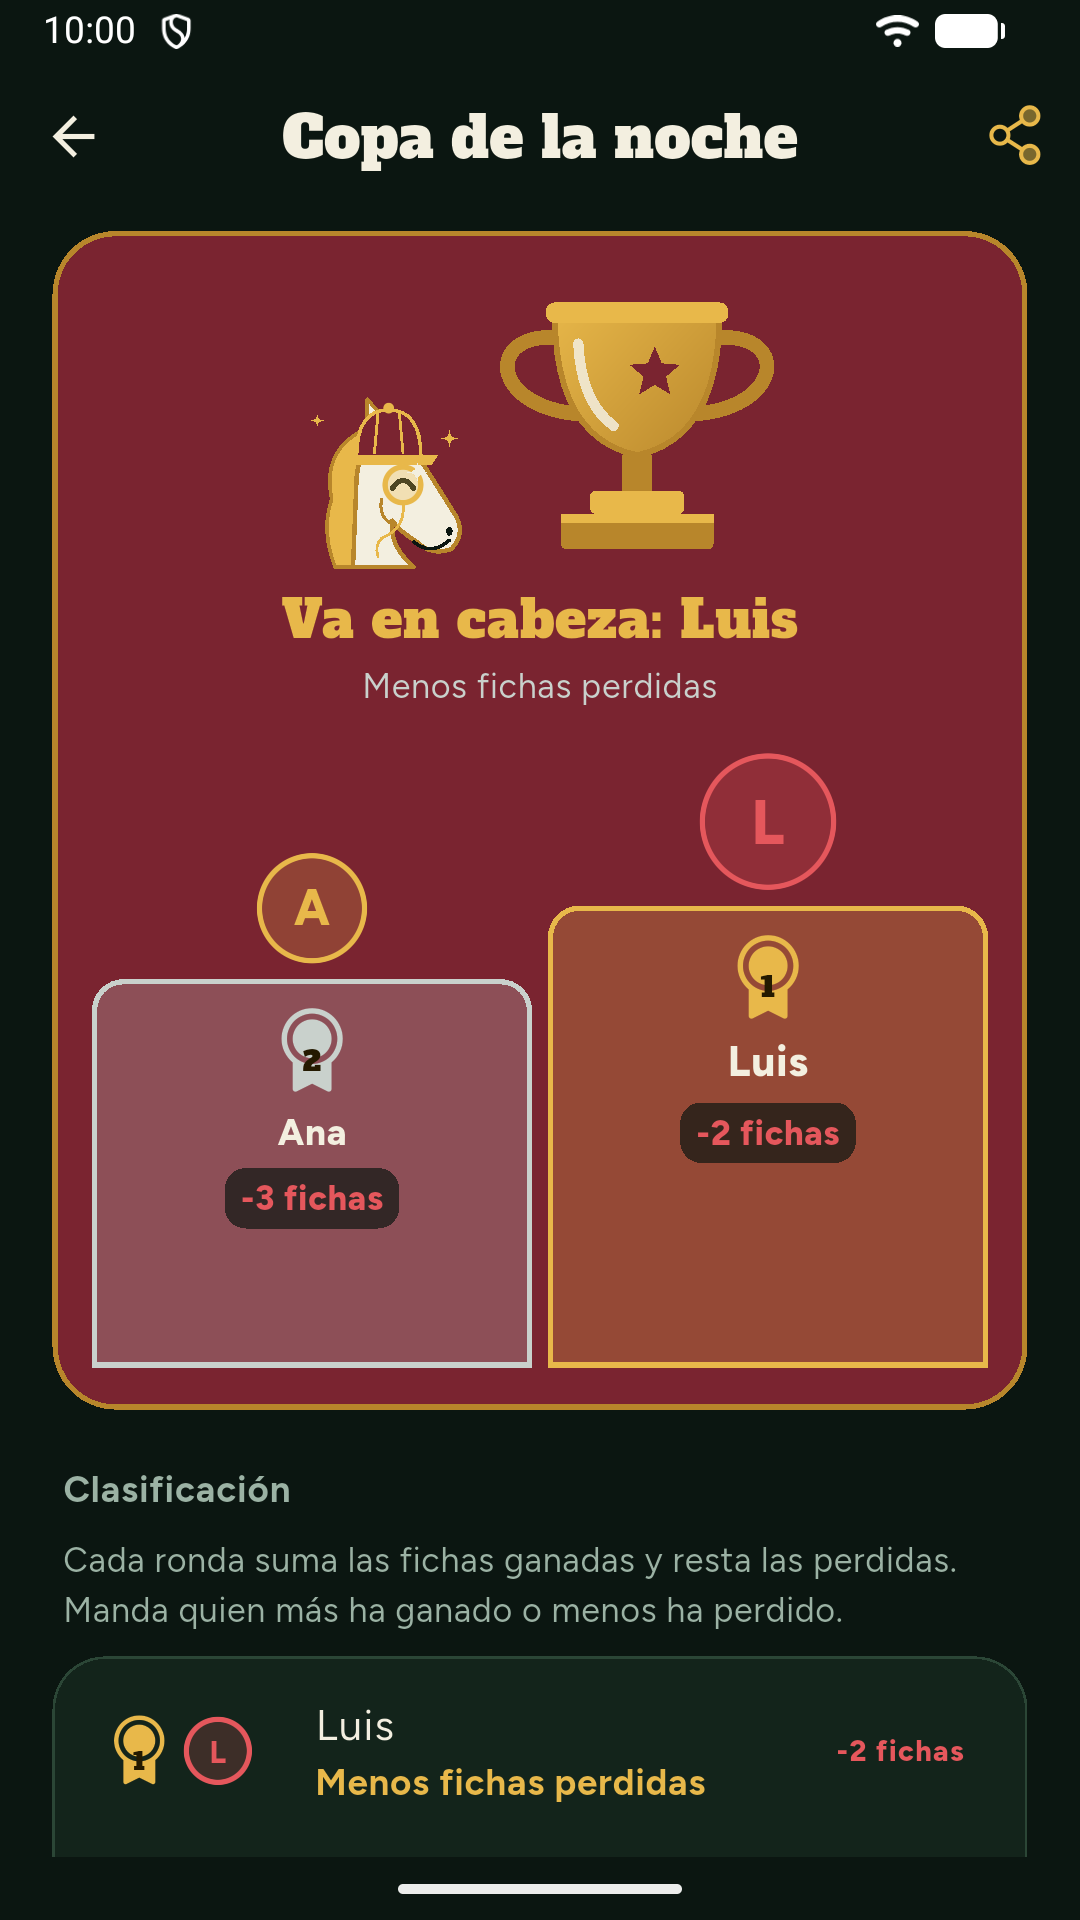 10:00
Copa de la noche
Va en cabeza: Luis
Menos fichas perdidas
L
A
1
Luis
-2 fichas
2
Ana
-3 fichas
Clasificación
Cada ronda suma las fichas ganadas y resta las perdidas.
Manda quien más ha ganado o menos ha perdido.
1
L
Luis
Menos fichas perdidas
-2 fichas